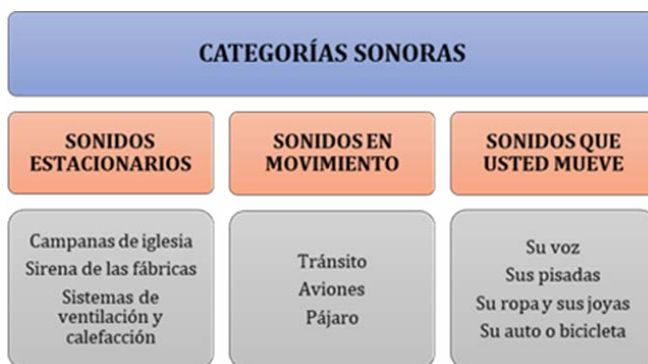 CATEGORÍAS SONORAS
SONIDOS
ESTACIONARIOS
Campanas de iglesia
Sirena de las fábricas
Sistemas de
ventilación y
calefacción
SONIDOS EN
MOVIMIENTO
Tránsito
Aviones
Pájaro
SONIDOS QUE
USTED MUEVE
Su voz
Sus pisadas
Su ropa y sus joyas
Su auto o bicicleta